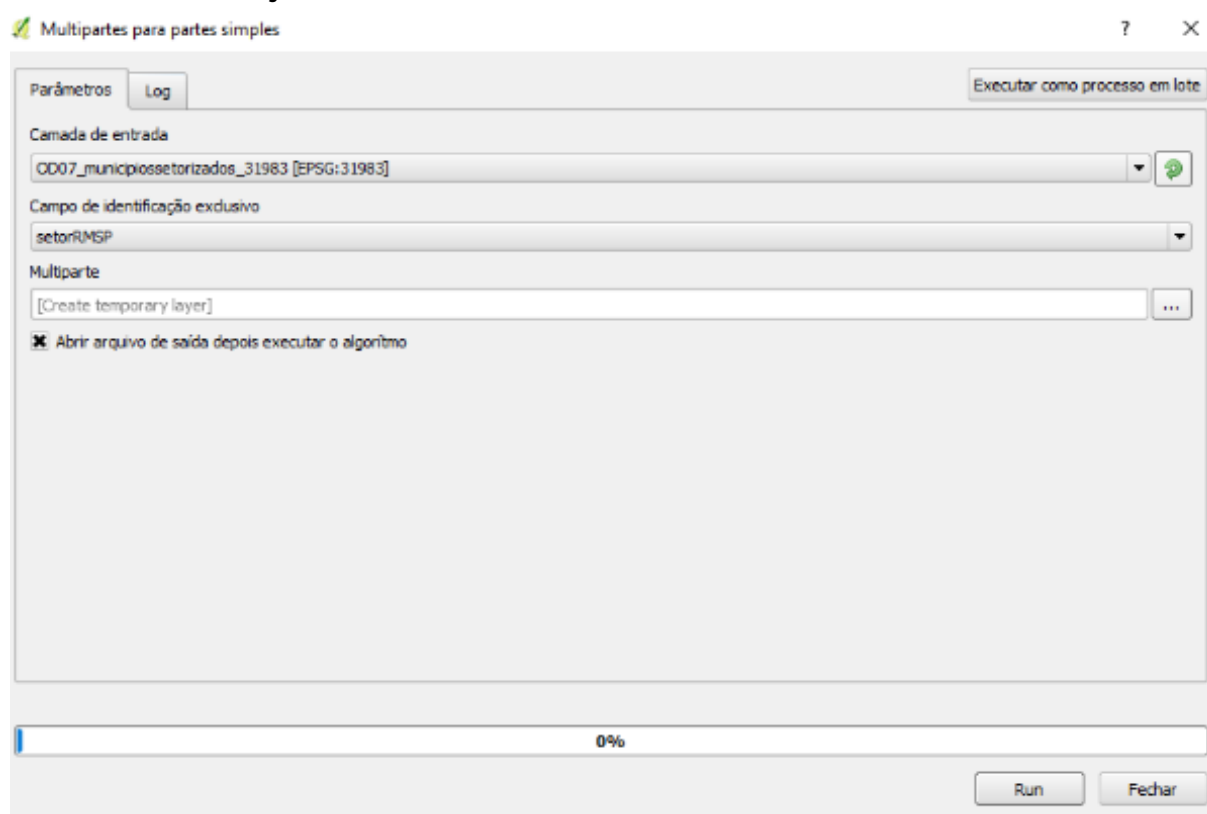 Multipartes para partes simples
?
X
Parâmetros
Log
Executar como processo em lote
Camada de entrada
OD07_municipiossetorizados_31983 [EPSG:31983]
Campo de identificação exclusivo
setorRMSP
Multiparte
[Create temporary layer]
...
Abrir arquivo de saída depois executar o algorítmo
0%
Run
Fechar